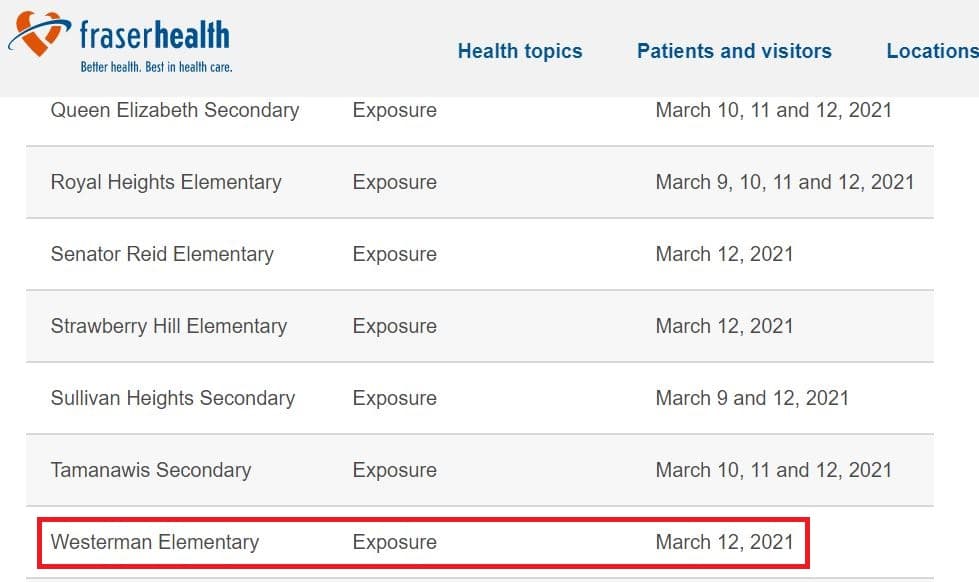 fraserhealth
Better health. Best in health care.
Health topics Patients and visitors Locations
Queen Elizabeth Secondary Exposure March 10, 11 and 12, 2021
Royal Heights Elementary Exposure March 9, 10, 11 and 12, 2021
Senator Reid Elementary Exposure March 12, 2021
Strawberry Hill Elementary Exposure March 12, 2021
Sullivan Heights Secondary Exposure March 9 and 12, 2021
Tamanawis Secondary Exposure March 10, 11 and 12, 2021
Westerman Elementary Exposure March 12, 2021